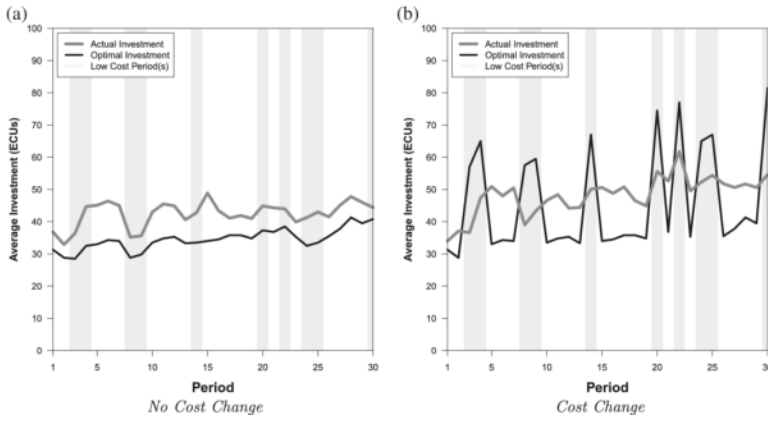 (a)
100
90
80
70
60
50
40
30
20
10
0
Average Investment (ECUs)
Actual Investment
Optimal Investment
Low Cost Period(s)
1 5 10 15 20 25 30
Period
No Cost Change
(b)
100
90
80
70
60
50
40
30
20
10
0
Average Investment (ECUs)
Actual Investment
Optimal Investment
Low Cost Period(s)
1 5 10 15 20 25 30
Period
Cost Change